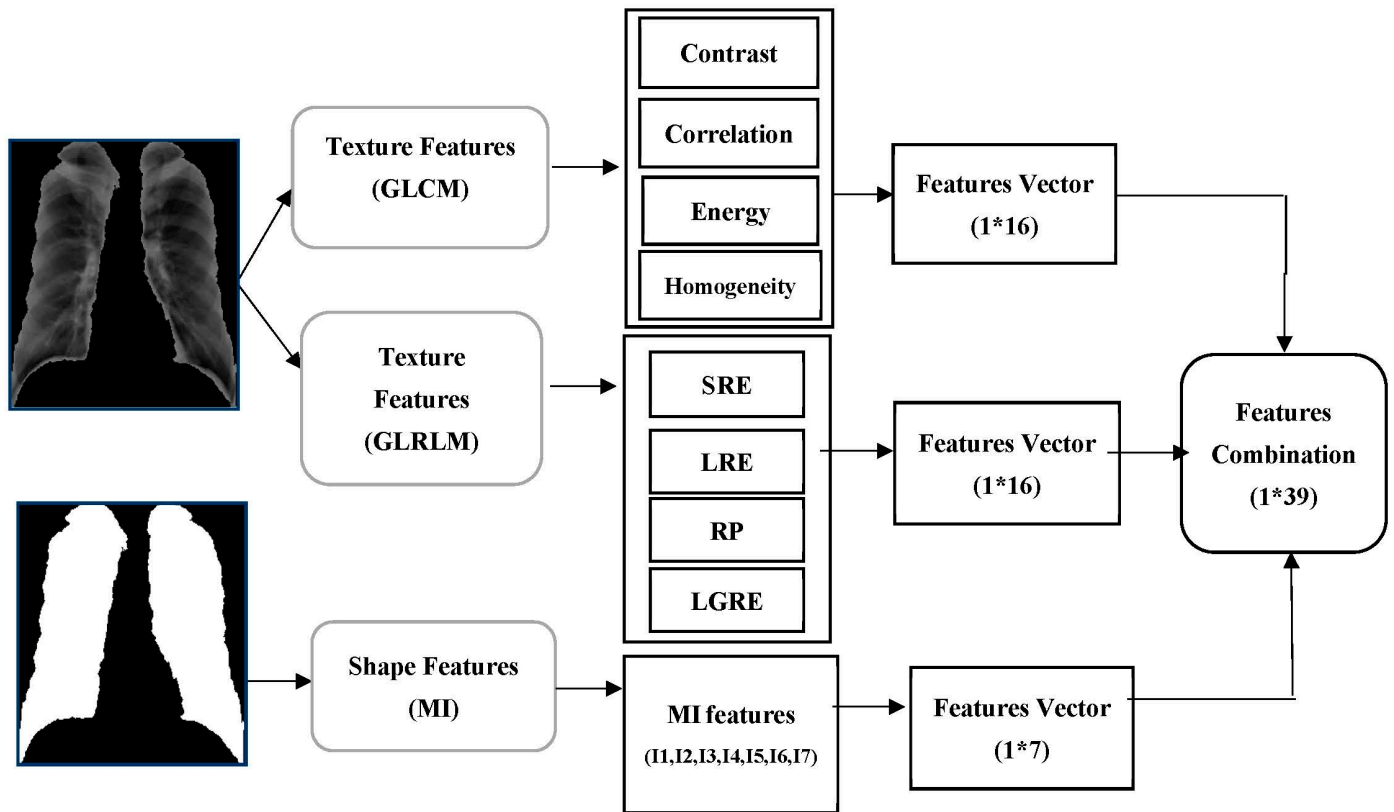 Texture Features
(GLCM)
Contrast
Correlation
Energy
Homogeneity
Features Vector
(1*16)
Texture
Features
(GLRLM)
SRE
LRE
RP
LGRE
Features Vector
(1*16)
Features
Combination
(1*39)
Shape Features
(MI)
MI features
(I1,I2,I3,I4,I5,I6,I7)
Features Vector
(1*7)